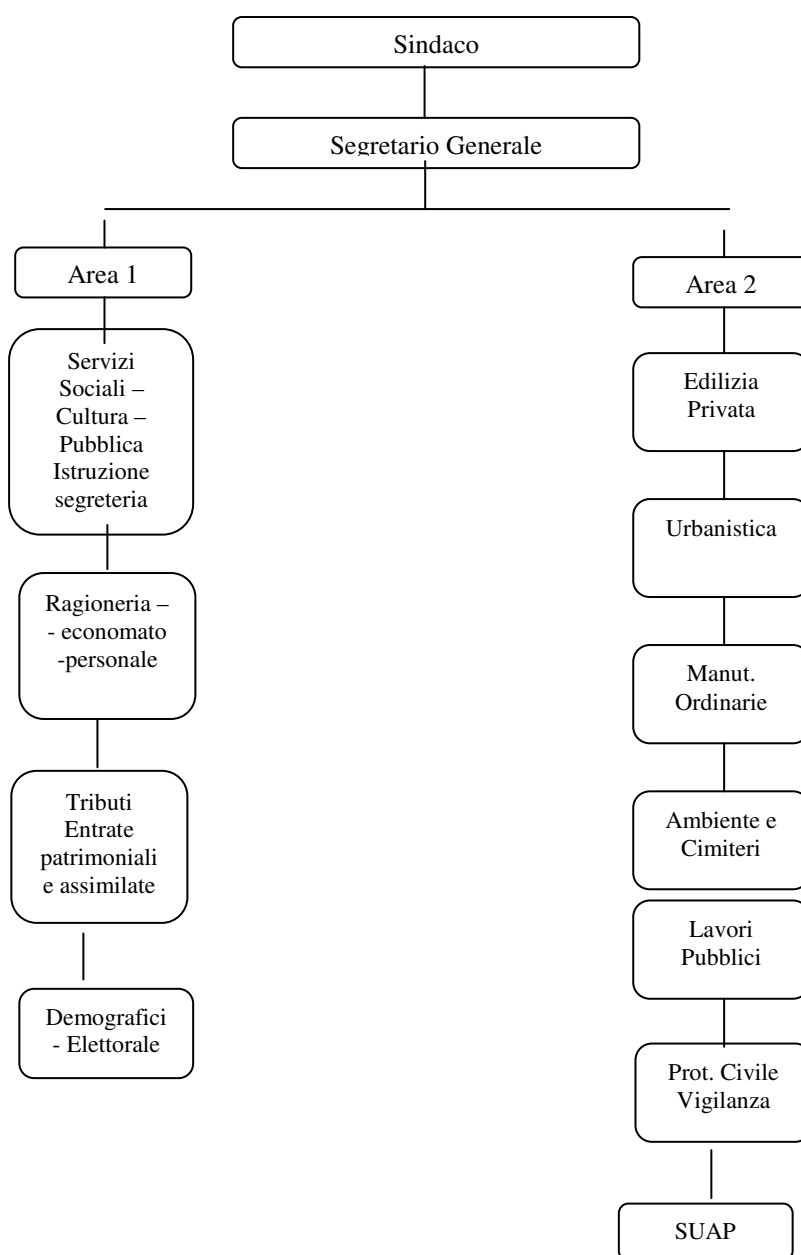 Sindaco
Segretario Generale
Area 1
Servizi
Sociali –
Cultura –
Pubblica
Istruzione
segreteria
Ragioneria –
- economato
-personale
Tributi
Entrate
patrimoniali
e assimilate
Demografici
- Elettorale
Area 2
Edilizia
Privata
Urbanistica
Manut.
Ordinarie
Ambiente e
Cimiteri
Lavori
Pubblici
Prot. Civile
Vigilanza
SUAP